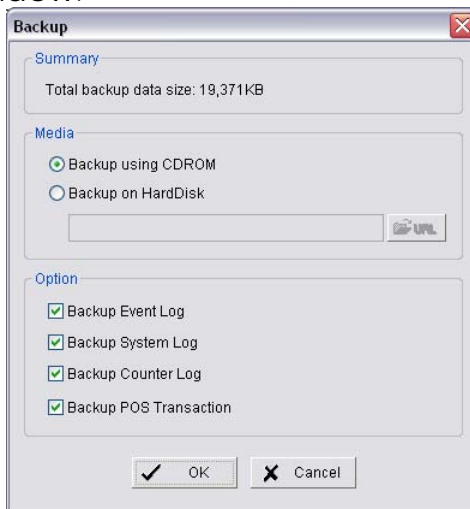 Backup
Summary
Total backup data size: 19,371KB
Media
Backup using CDROM
Backup on HardDisk
URL
Option
Backup Event Log
Backup System Log
Backup Counter Log
Backup POS Transaction
OK Cancel